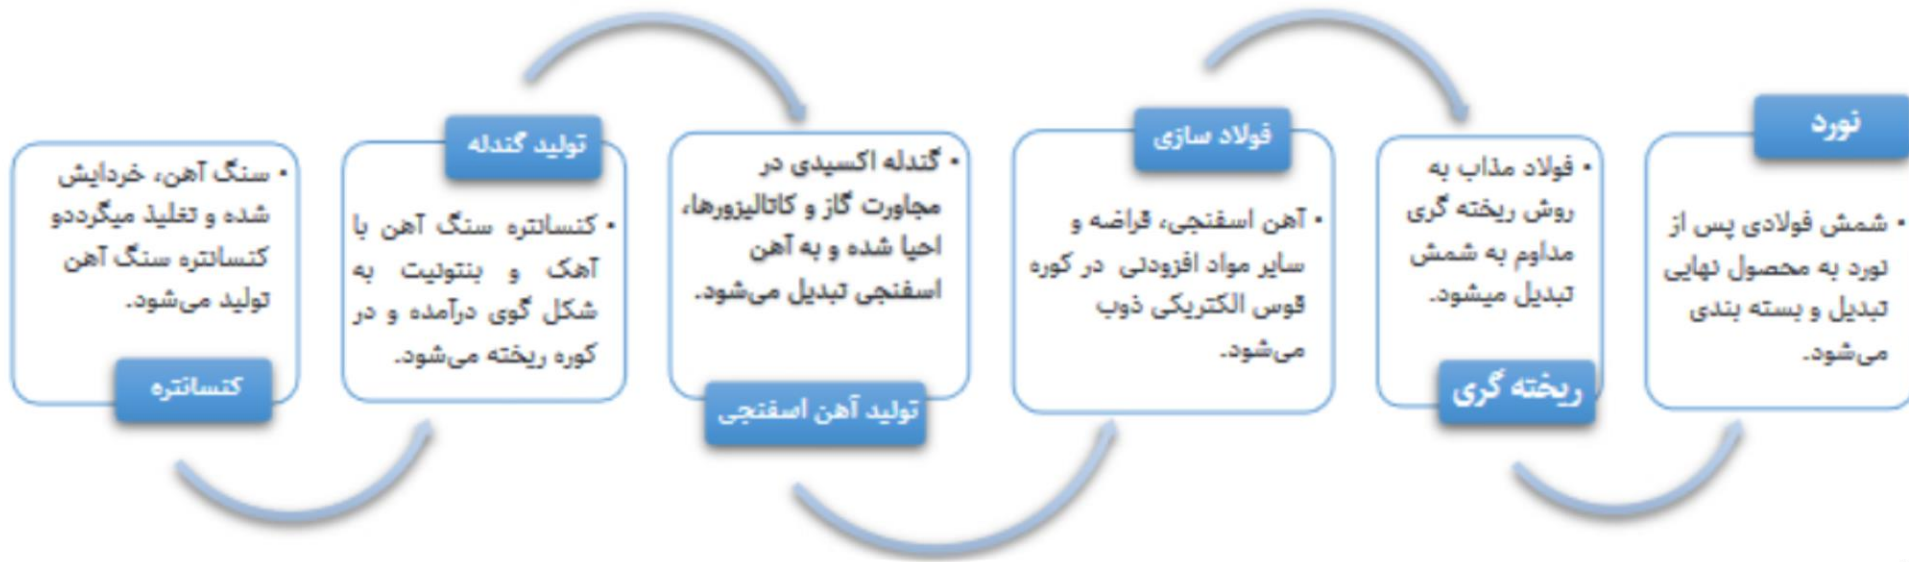 سنگ آهن، خردایش
شده و تغلیذ میگرددو
کنسانتره سنگ آهن
تولید می‌شود.
کنسانتره
تولید گندله
کنسانتره سنگ آهن با
آهک و بنتونیت به
شکل گوی درآمده و در
کوره ریخته می‌شود.
گندله اکسیدی در
مجاورت گاز و کاتالیزورها،
احیا شده و به آهن
اسفنجی تبدیل می‌شود.
تولید آهن اسفنجی
فولاد سازی
آهن اسفنجی، قراضه و
سایر مواد افزودنی در کوره
قوس الکتریکی ذوب
می‌شود.
فولاد مذاب به
روش ریخته گری
مداوم به شمش
تبدیل میشود.
ریخته گری
نورد
شمش فولادی پس از
نورد به محصول نهایی
تبدیل و بسته بندی
می‌شود.